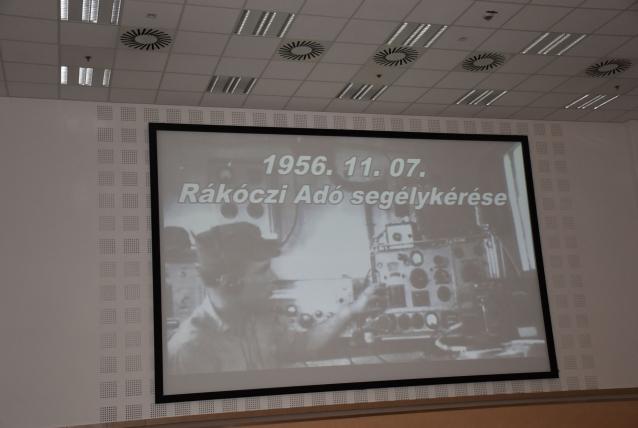 1956. 11. 07.
Rákóczi Adó segélykérése